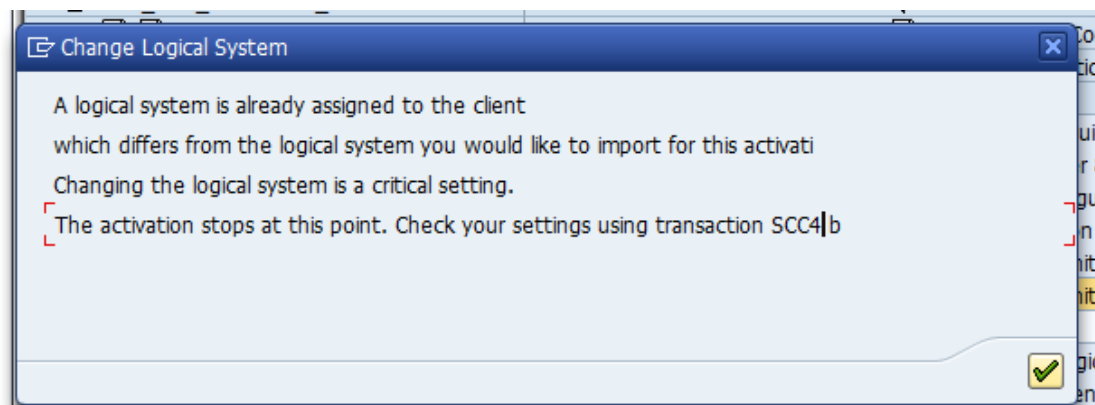 Change Logical System
A logical system is already assigned to the client
which differs from the logical system you would like to import for this activati
Changing the logical system is a critical setting.
The activation stops at this point. Check your settings using transaction SCC4 b